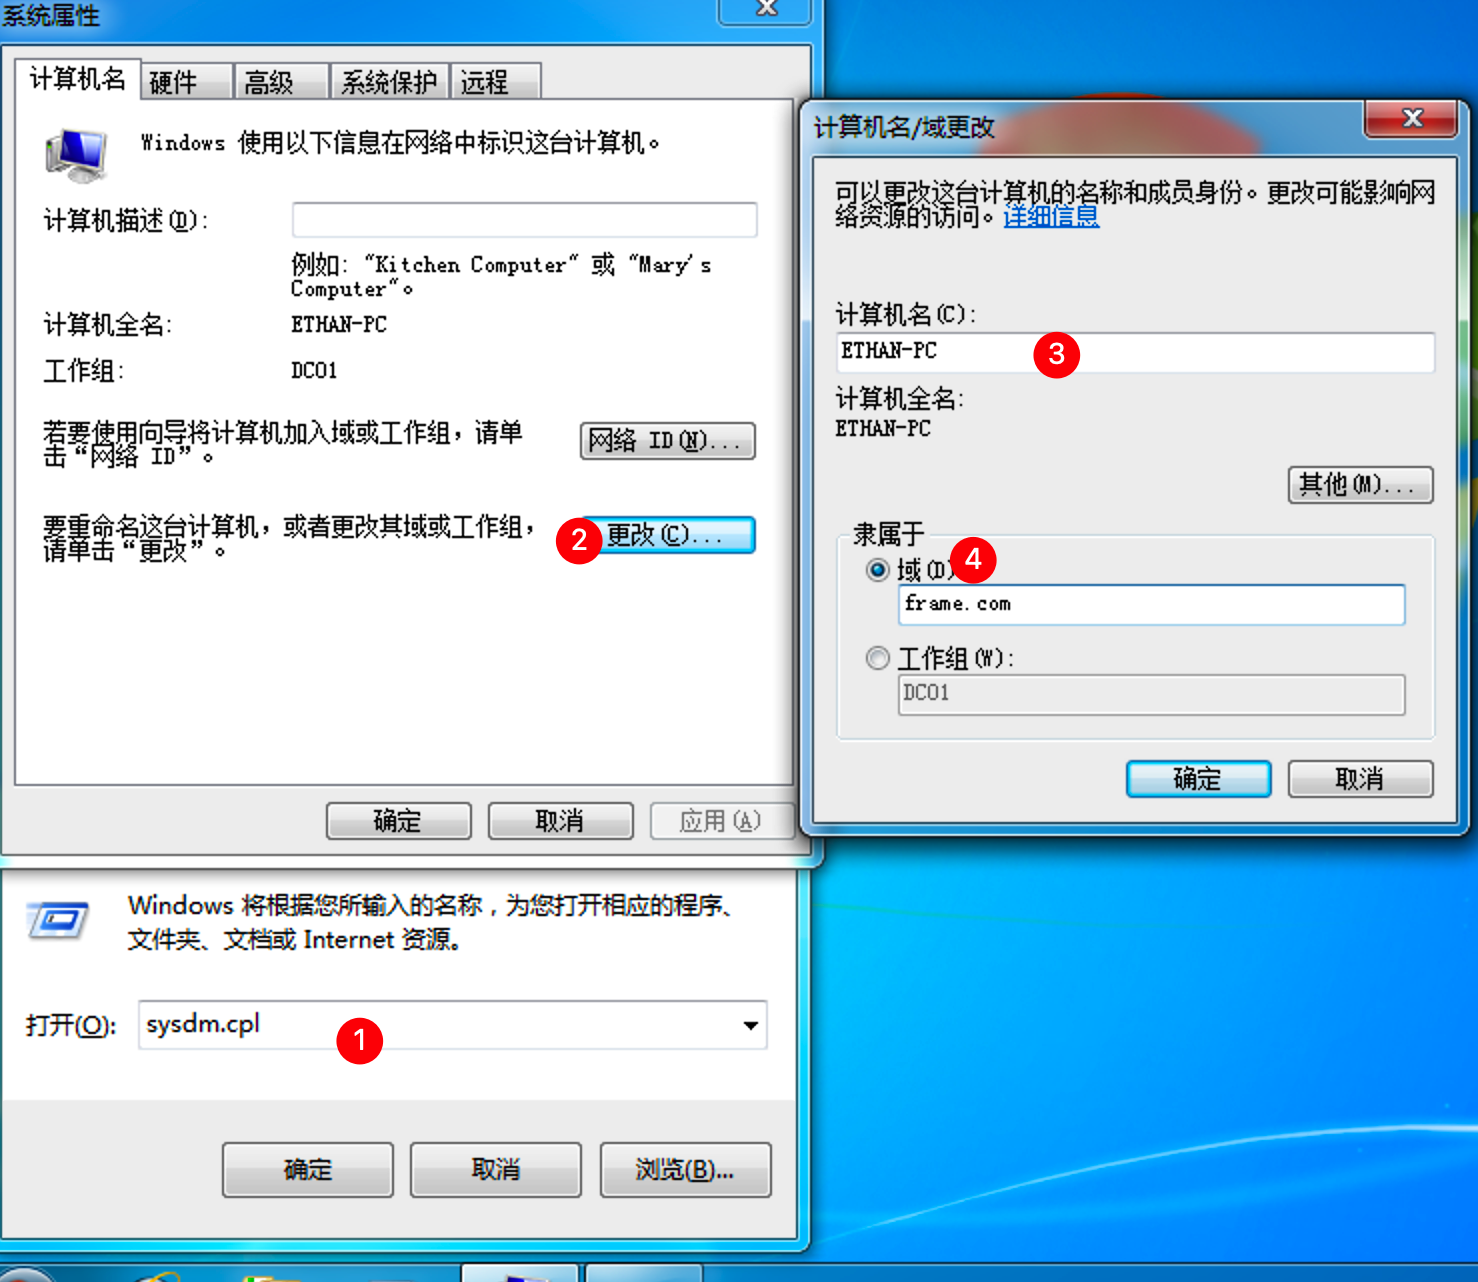 系统属性
计算机名
硬件
高级
系统保护
远程
Windows 使用以下信息在网络中标识这台计算机。
计算机描述(D):
例如: "Kitchen Computer" 或 "Mary's
Computer"。
计算机全名:
ETHAN-PC
工作组:
DC01
若要使用向导将计算机加入域或工作组，请单
击“网络 ID”。
网络 ID(N)...
要重命名这台计算机，或者更改其域或工作组，
请单击“更改”。
2
更改(C)...
确定
取消
应用(A)
计算机名/域更改
可以更改这台计算机的名称和成员身份。更改可能影响网
络资源的访问。详细信息
计算机名(C):
ETHAN-PC
3
计算机全名:
ETHAN-PC
其他(M)...
隶属于
域(D)
4
frame.com
工作组(W):
DC01
确定
取消
Windows 将根据您所输入的名称，为您打开相应的程序、
文件夹、文档或 Internet 资源。
打开(O):
sysdm.cpl
1
确定
取消
浏览(B)...